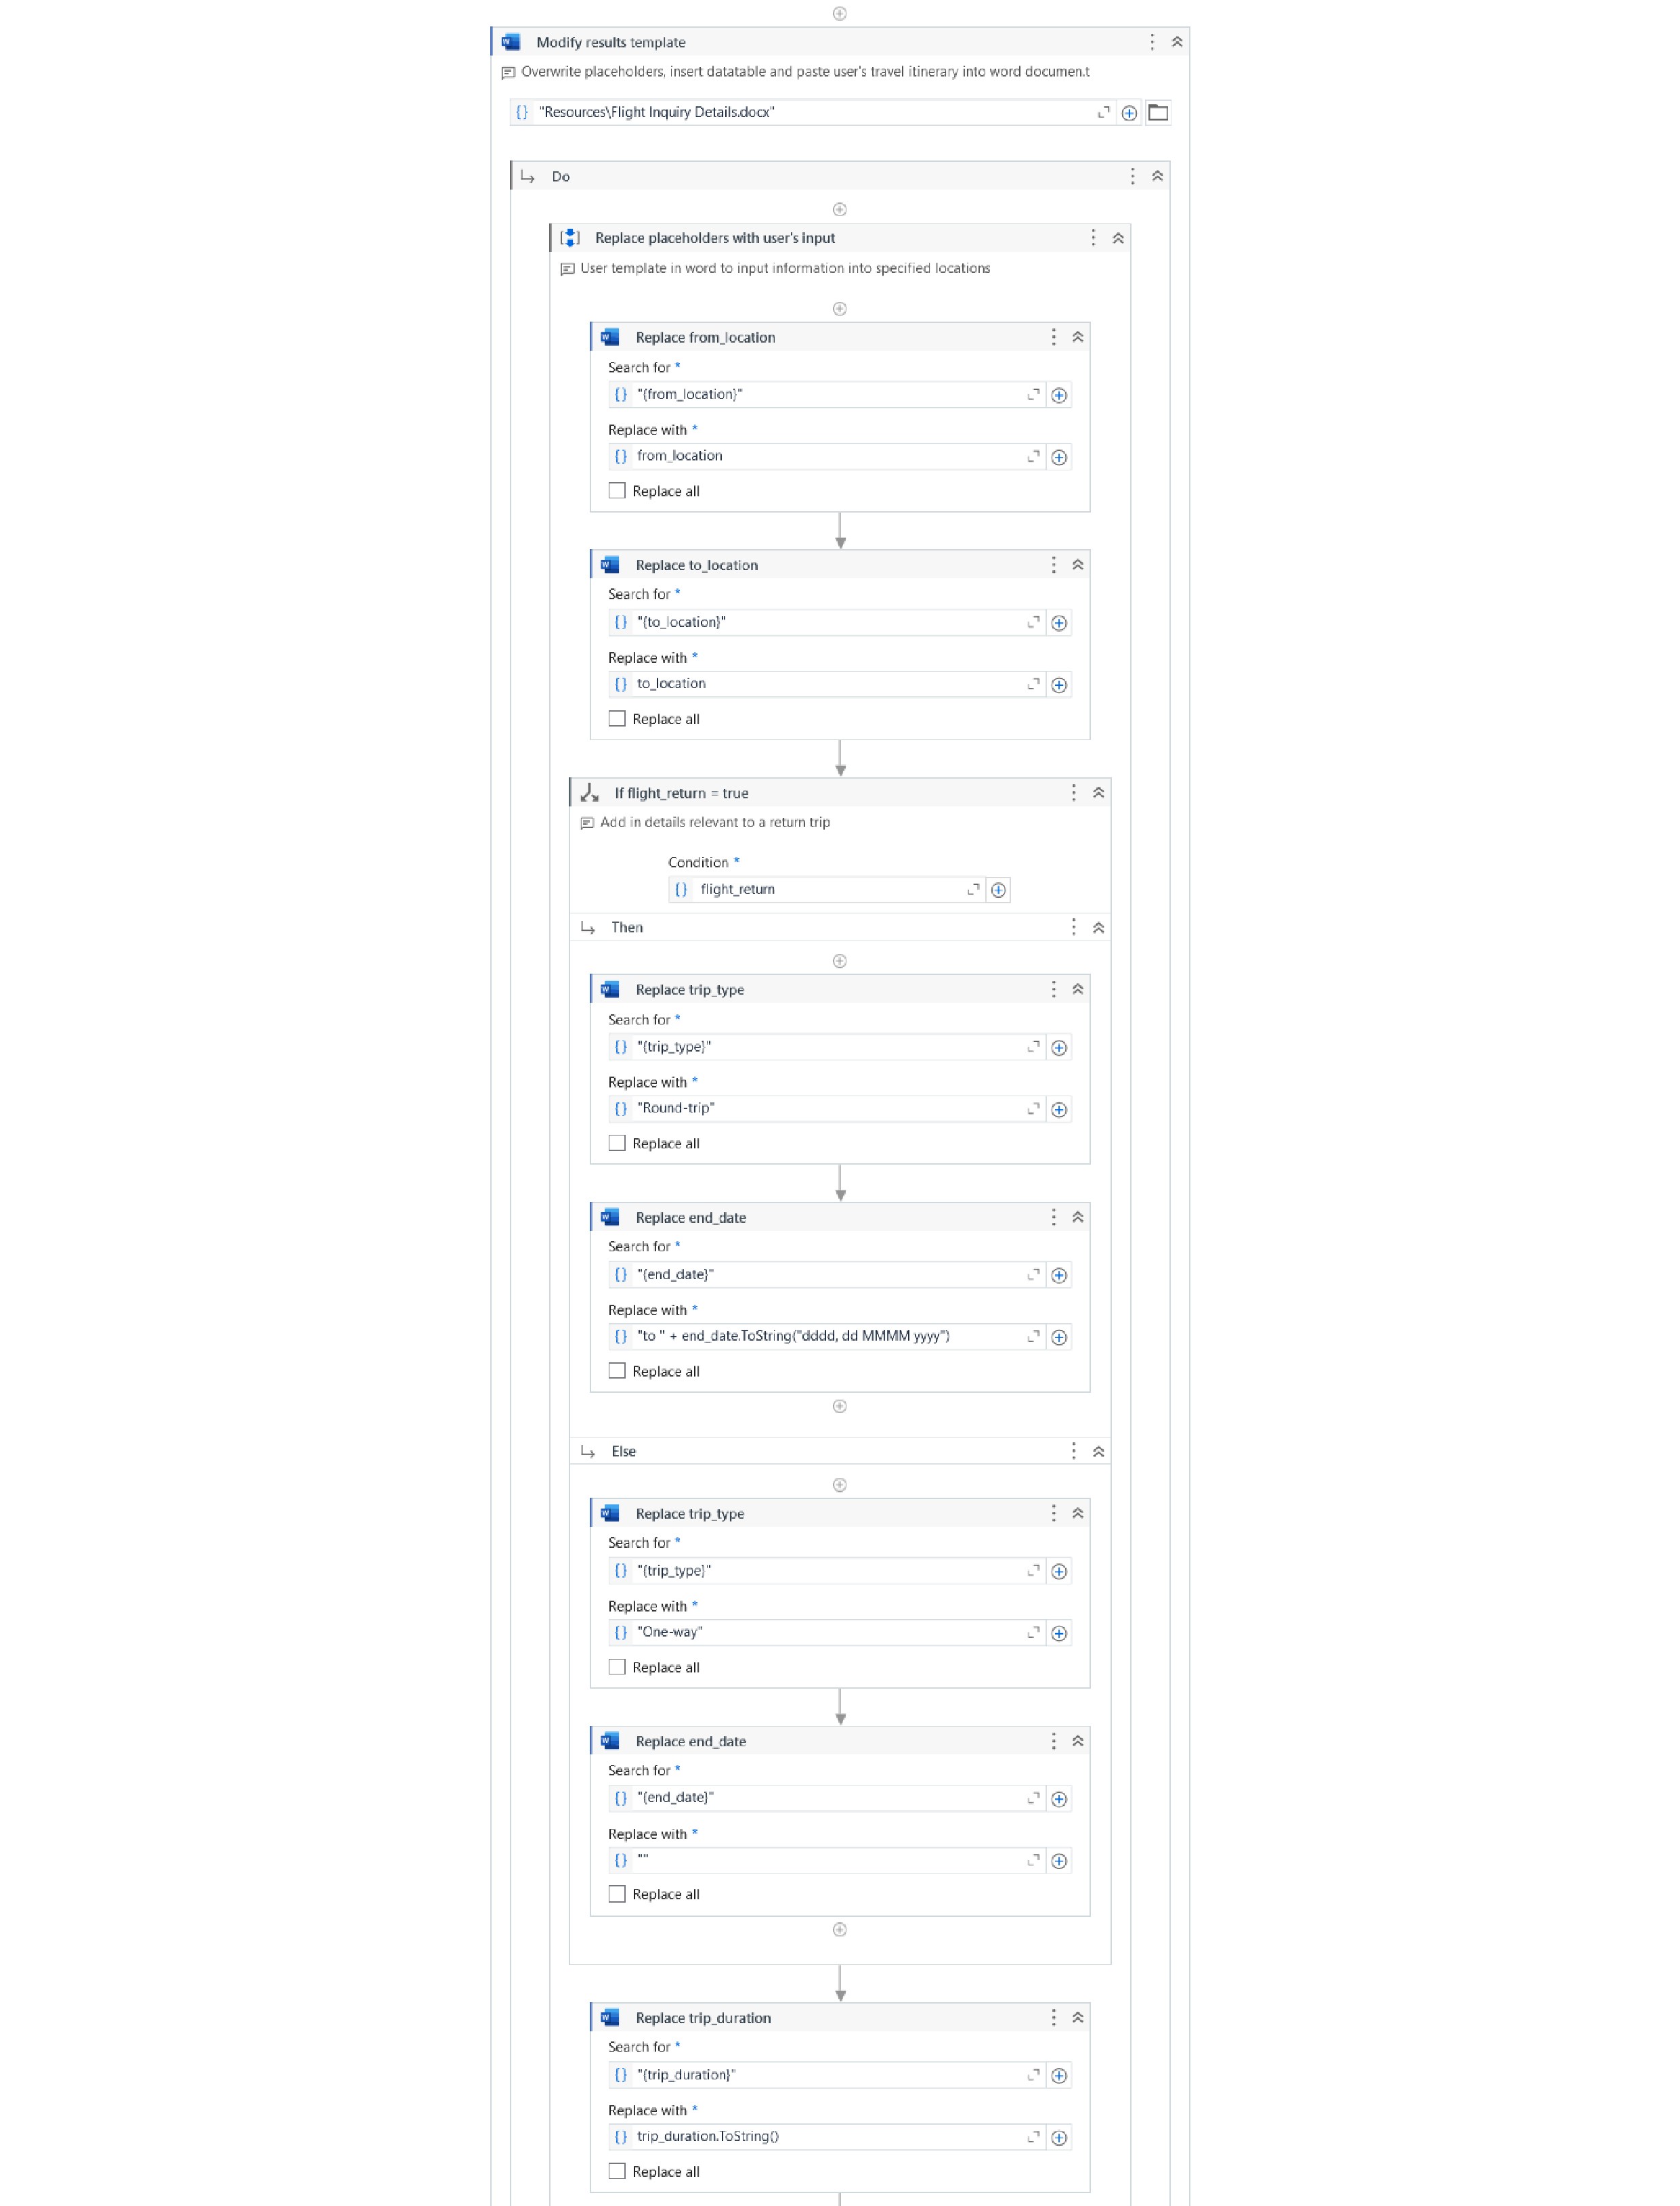 Modify results template
Overwrite placeholders, insert datatable and paste user's travel itinerary into word documen.t
{} "Resources\Flight Inquiry Details.docx"
Do
Replace placeholders with user's input
User template in word to input information into specified locations
Replace from_location
Search for *
{} "{from_location}"
Replace with *
{} from_location
Replace all
Replace to_location
Search for *
{} "{to_location}"
Replace with *
{} to_location
Replace all
If flight_return = true
Add in details relevant to a return trip
Condition *
{} flight_return
Then
Replace trip_type
Search for *
{} "{trip_type}"
Replace with *
{} "Round-trip"
Replace all
Replace end_date
Search for *
{} "{end_date}"
Replace with *
{} "to " + end_date.ToString("dddd, dd MMMM yyyy")
Replace all
Else
Replace trip_type
Search for *
{} "{trip_type}"
Replace with *
{} "One-way"
Replace all
Replace end_date
Search for *
{} "{end_date}"
Replace with *
{} ""
Replace all
Replace trip_duration
Search for *
{} "{trip_duration}"
Replace with *
{} trip_duration.ToString()
Replace all